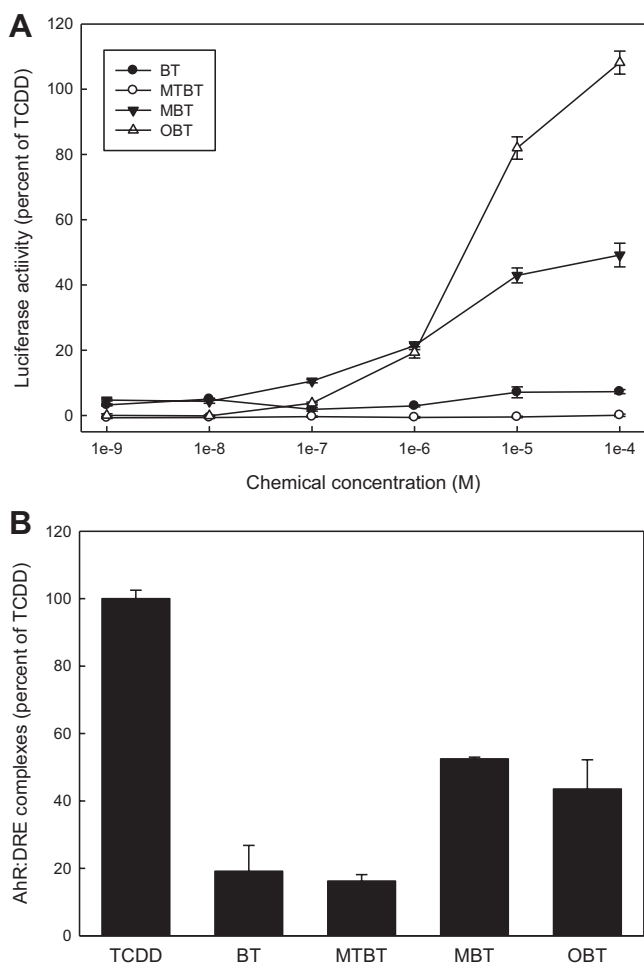 A
120
100
80
60
40
20
0
Luciferase actiivity (percent of TCDD)
BT
MTBT
MBT
OBT
1e-9 1e-8 1e-7 1e-6 1e-5 1e-4
Chemical concentration (M)
B
120
100
80
60
40
20
0
AhR:DRE complexes (percent of TCDD)
TCDD BT MTBT MBT OBT